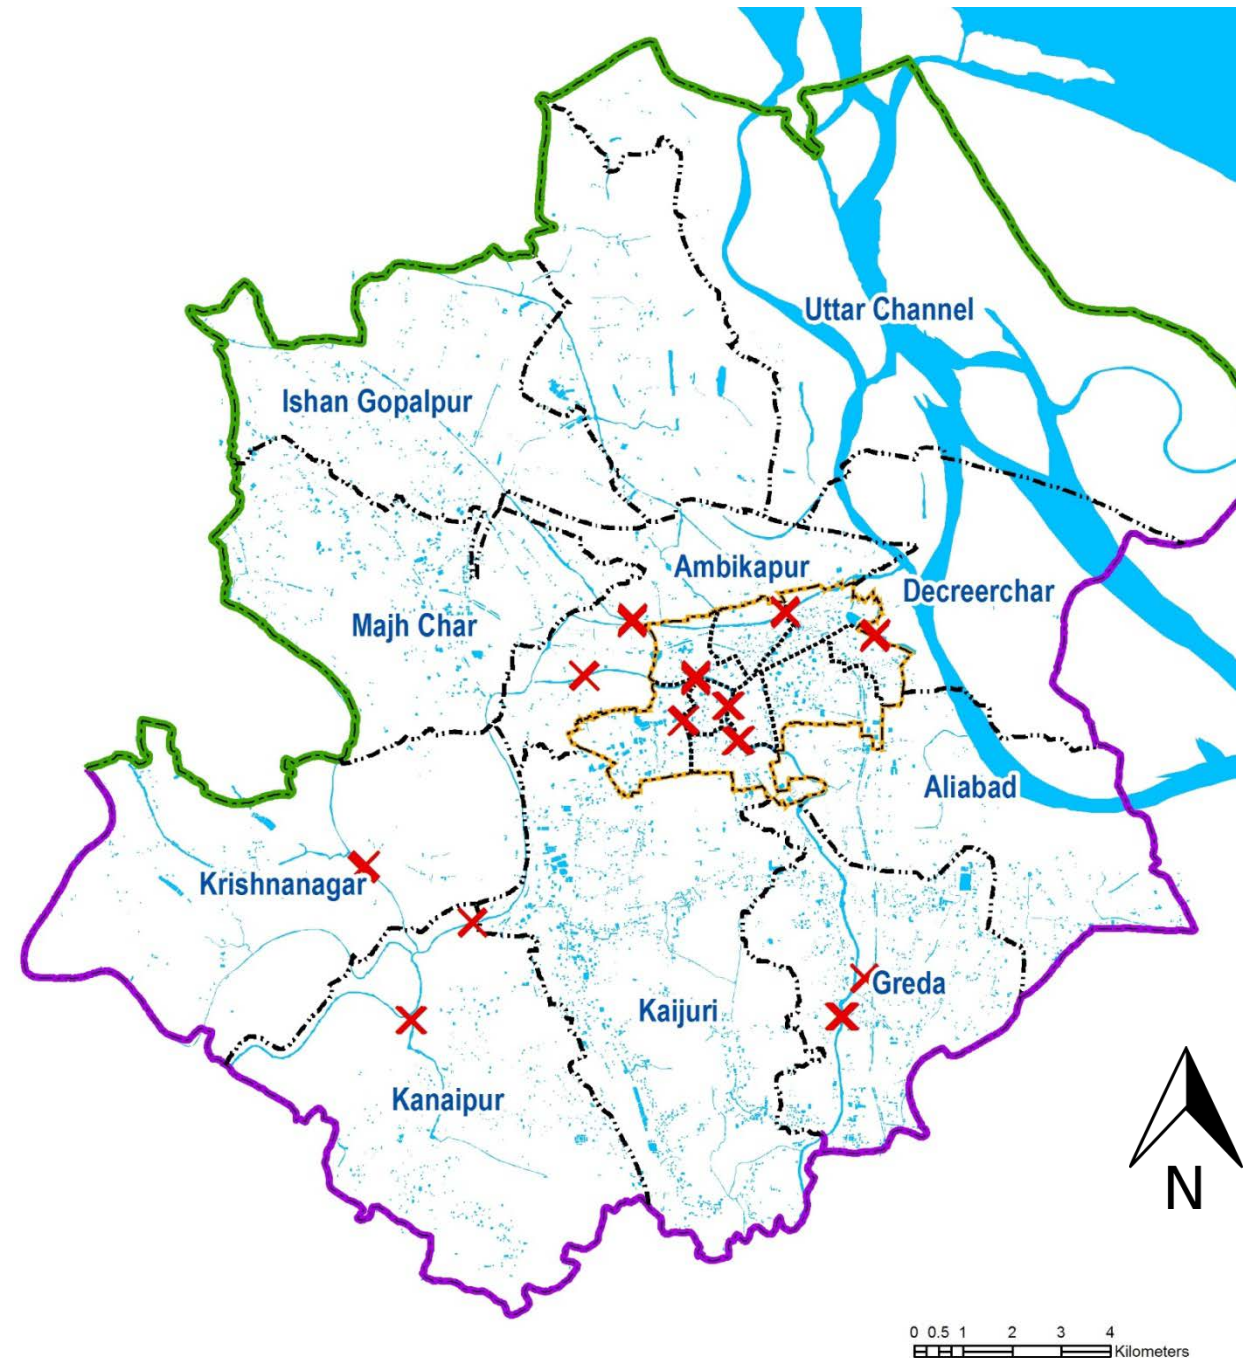 Uttar Channel
Ishan Gopalpur
Ambikapur
Decreerchar
Majh Char
Aliabad
Krishnanagar
Greda
Kaijuri
Kanaipur
N
0 0.5 1 2 3 4
Kilometers